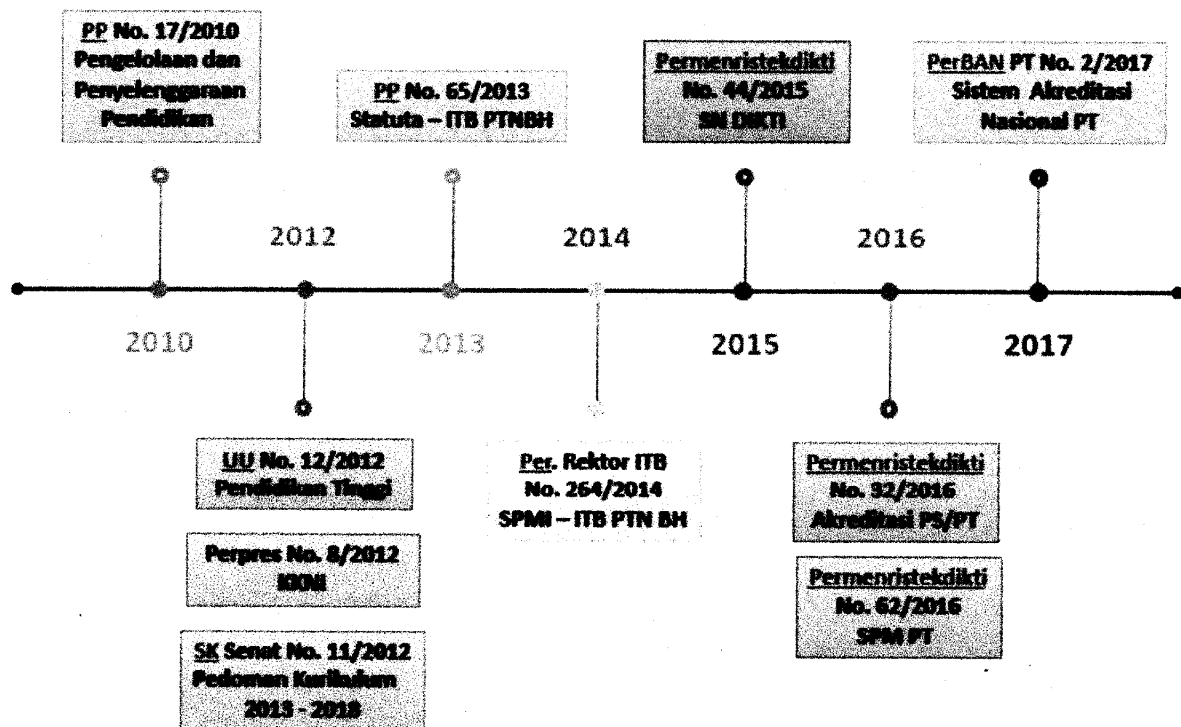 PP No. 17/2010
Pengelolaan dan
Penyelenggaraan
Pendidikan
PP No. 65/2013
Statuta – ITB PTNBH
Permenristekdikti
No. 44/2015
SN DIKTI
PerBAN PT No. 2/2017
Sistem Akreditasi
Nasional PT
2012
2014
2016
2010
2013
2015
2017
UU No. 12/2012
Pendidikan Tinggi
Perpres No. 8/2012
KKNI
SK Senat No. 11/2012
Pedoman Kurikulum
2013 - 2018
Per. Rektor ITB
No. 264/2014
SPMI – ITB PTN BH
Permenristekdikti
No. 32/2016
Akreditasi PS/PT
Permenristekdikti
No. 62/2016
SPM PT